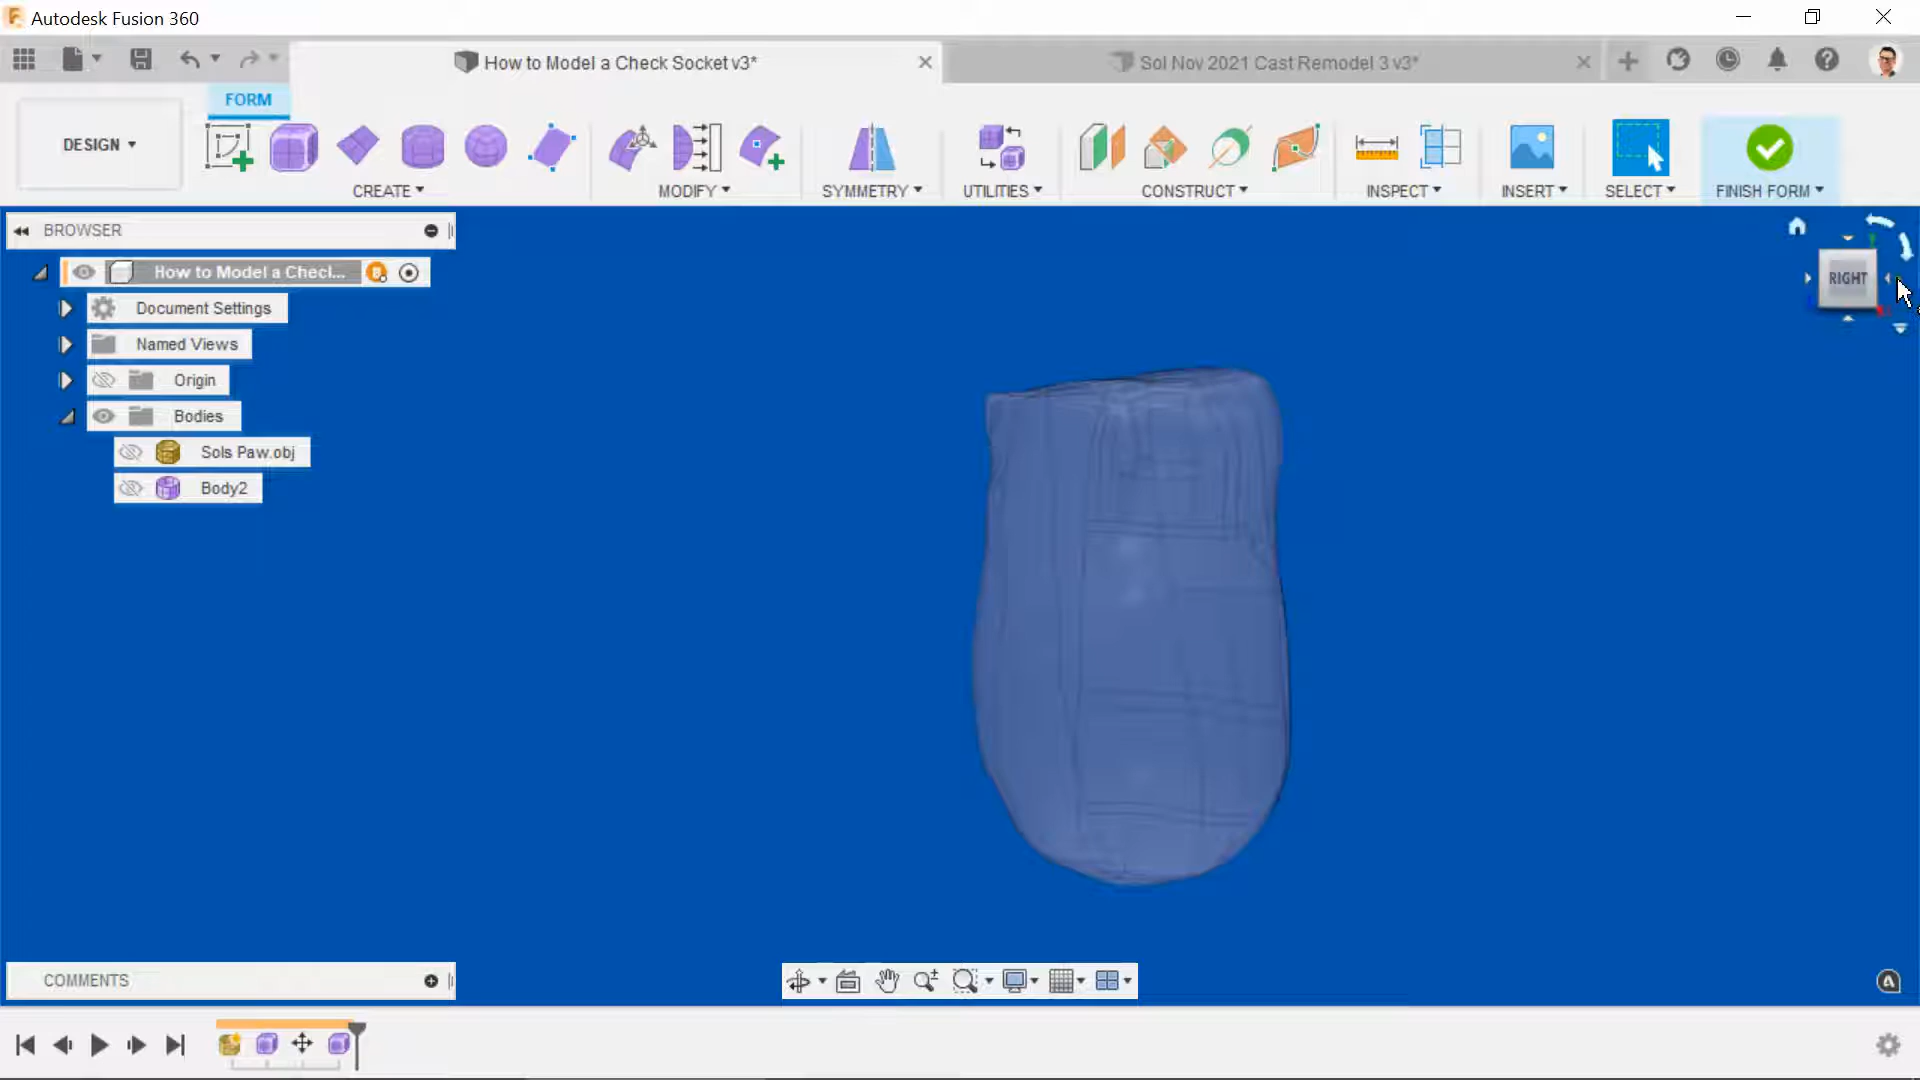 Autodesk Fusion 360
How to Model a Check Socket v3*
Sol Nov 2021 Cast Remodel 3 v3*
FORM
DESIGN
CREATE
MODIFY
SYMMETRY
UTILITIES
CONSTRUCT
INSPECT
INSERT
SELECT
FINISH FORM
BROWSER
How to Model a Checl...
Document Settings
Named Views
Origin
Bodies
Sols Paw.obj
Body2
RIGHT
COMMENTS